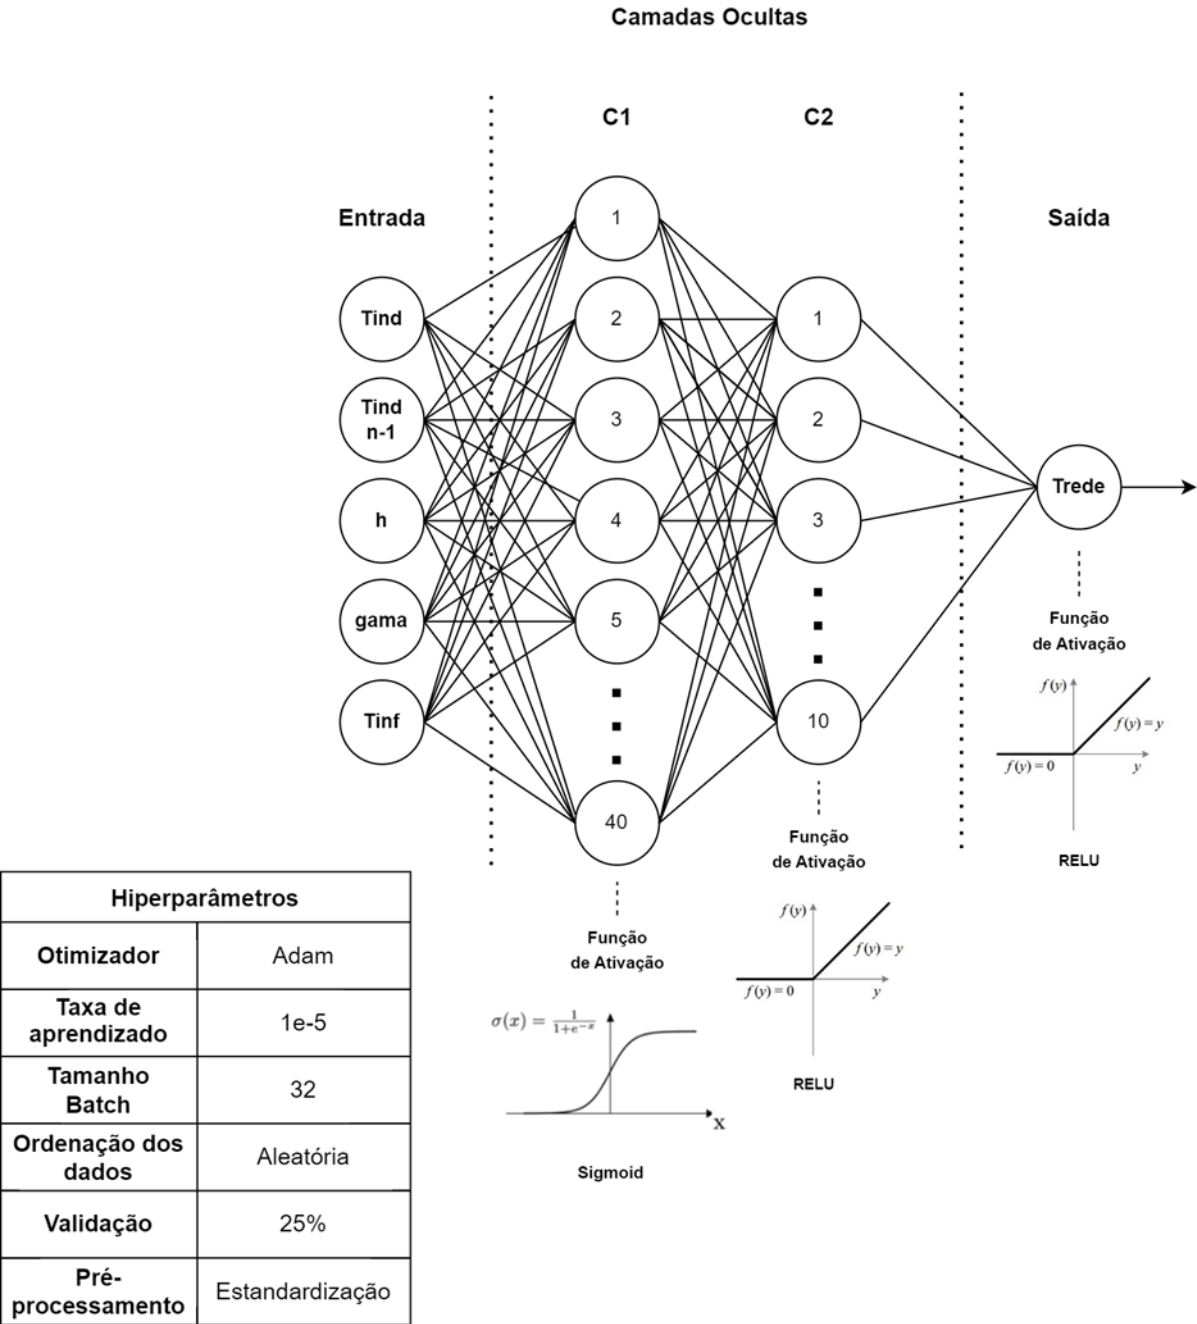 Camadas Ocultas
C1
C2
Entrada
Saída
Tind
Tind
n-1
h
gama
Tinf
1
2
3
4
5
40
1
2
3
10
Trede
Função
de Ativação
f(y)
f(y) = y
f(y) = 0
y
RELU
Função
de Ativação
f(y)
f(y) = y
f(y) = 0
y
RELU
Função
de Ativação
σ(x) = 1/(1+e^{-x})
x
Sigmoid
Hiperparâmetros
Otimizador
Adam
Taxa de
aprendizado
1e-5
Tamanho
Batch
32
Ordenação dos
dados
Aleatória
Validação
25%
Pré-
processamento
Estandardização